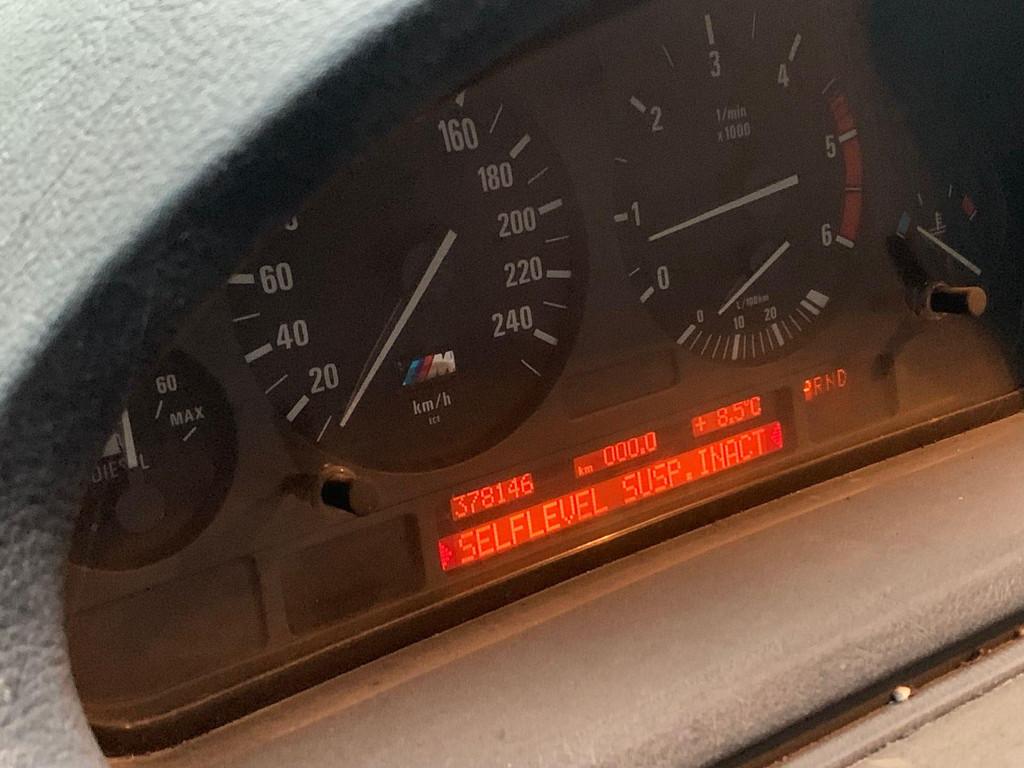 160
180
200
220
240
60
40
20
M
km/h
2
3
4
5
6
1
0
1/min
x1000
0
10
20
L/100km
60
MAX
DIESEL
378146
km
000.0
+ 8.5°C
PRND
SELFLEVEL SUSP.INACT